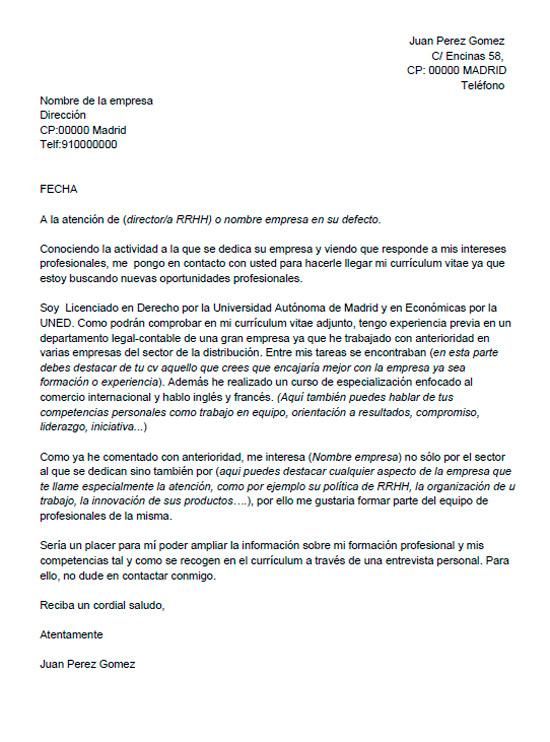 Juan Perez Gomez
C/ Encinas 58,
CP: 00000 MADRID
Teléfono
Nombre de la empresa
Dirección
CP:00000 Madrid
Telf:910000000
FECHA
A la atención de (director/a RRHH) o nombre empresa en su defecto.
Conociendo la actividad a la que se dedica su empresa y viendo que responde a mis intereses
profesionales, me pongo en contacto con usted para hacerle llegar mi currículum vitae ya que
estoy buscando nuevas oportunidades profesionales.
Soy Licenciado en Derecho por la Universidad Autónoma de Madrid y en Económicas por la
UNED. Como podrán comprobar en mi currículum vitae adjunto, tengo experiencia previa en un
departamento legal-contable de una gran empresa ya que he trabajado con anterioridad en
varias empresas del sector de la distribución. Entre mis tareas se encontraban (en esta parte
debes destacar de tu cv aquello que crees que encajaría mejor con la empresa ya sea
formación o experiencia). Además he realizado un curso de especialización enfocado al
comercio internacional y hablo inglés y francés. (Aquí también puedes hablar de tus
competencias personales como trabajo en equipo, orientación a resultados, compromiso,
liderazgo, iniciativa...)
Como ya he comentado con anterioridad, me interesa (Nombre empresa) no sólo por el sector
al que se dedican sino también por (aqui puedes destacar cualquier aspecto de la empresa que
te llame especialmente la atención, como por ejemplo su política de RRHH, la organización de u
trabajo, la innovación de sus productos….), por ello me gustaria formar parte del equipo de
profesionales de la misma.
Sería un placer para mí poder ampliar la información sobre mi formación profesional y mis
competencias tal y como se recogen en el currículum a través de una entrevista personal. Para
ello, no dude en contactar conmigo.
Reciba un cordial saludo,
Atentamente
Juan Perez Gomez